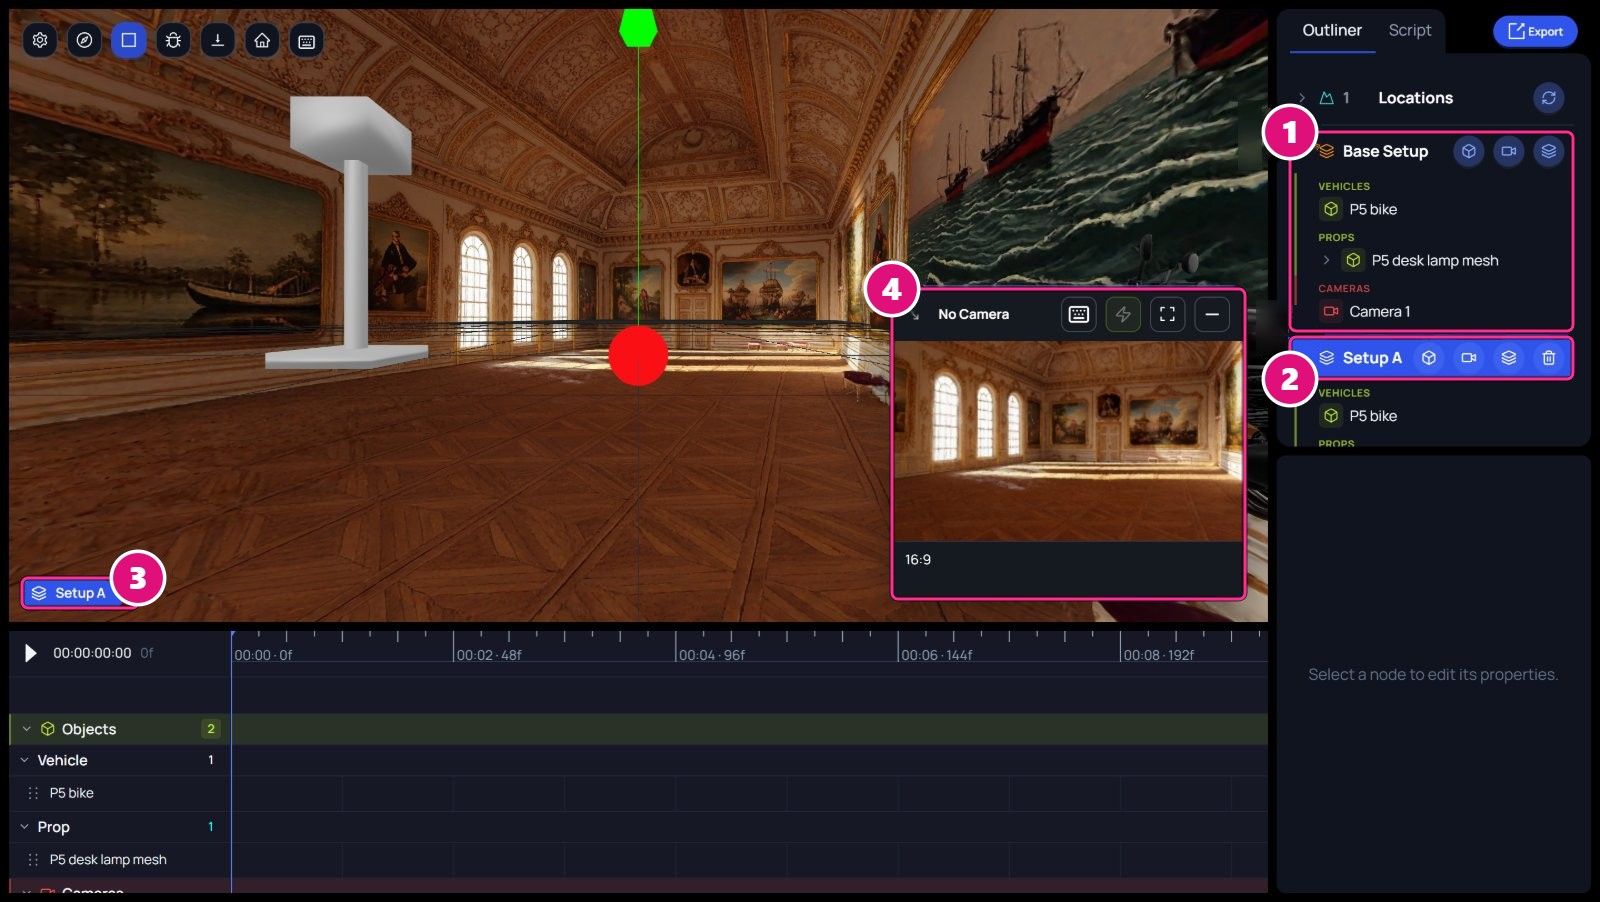 Outliner
Script
Export
1
Locations
1
Base Setup
VEHICLES
P5 bike
PROPS
P5 desk lamp mesh
CAMERAS
Camera 1
2
Setup A
VEHICLES
P5 bike
PROPS
4
No Camera
16:9
3
Setup A
00:00:00:00 0f
00:00 · 0f
00:02 · 48f
00:04 · 96f
00:06 · 144f
00:08 · 192f
Objects 2
Vehicle 1
P5 bike
Prop 1
P5 desk lamp mesh
Cameras
Select a node to edit its properties.